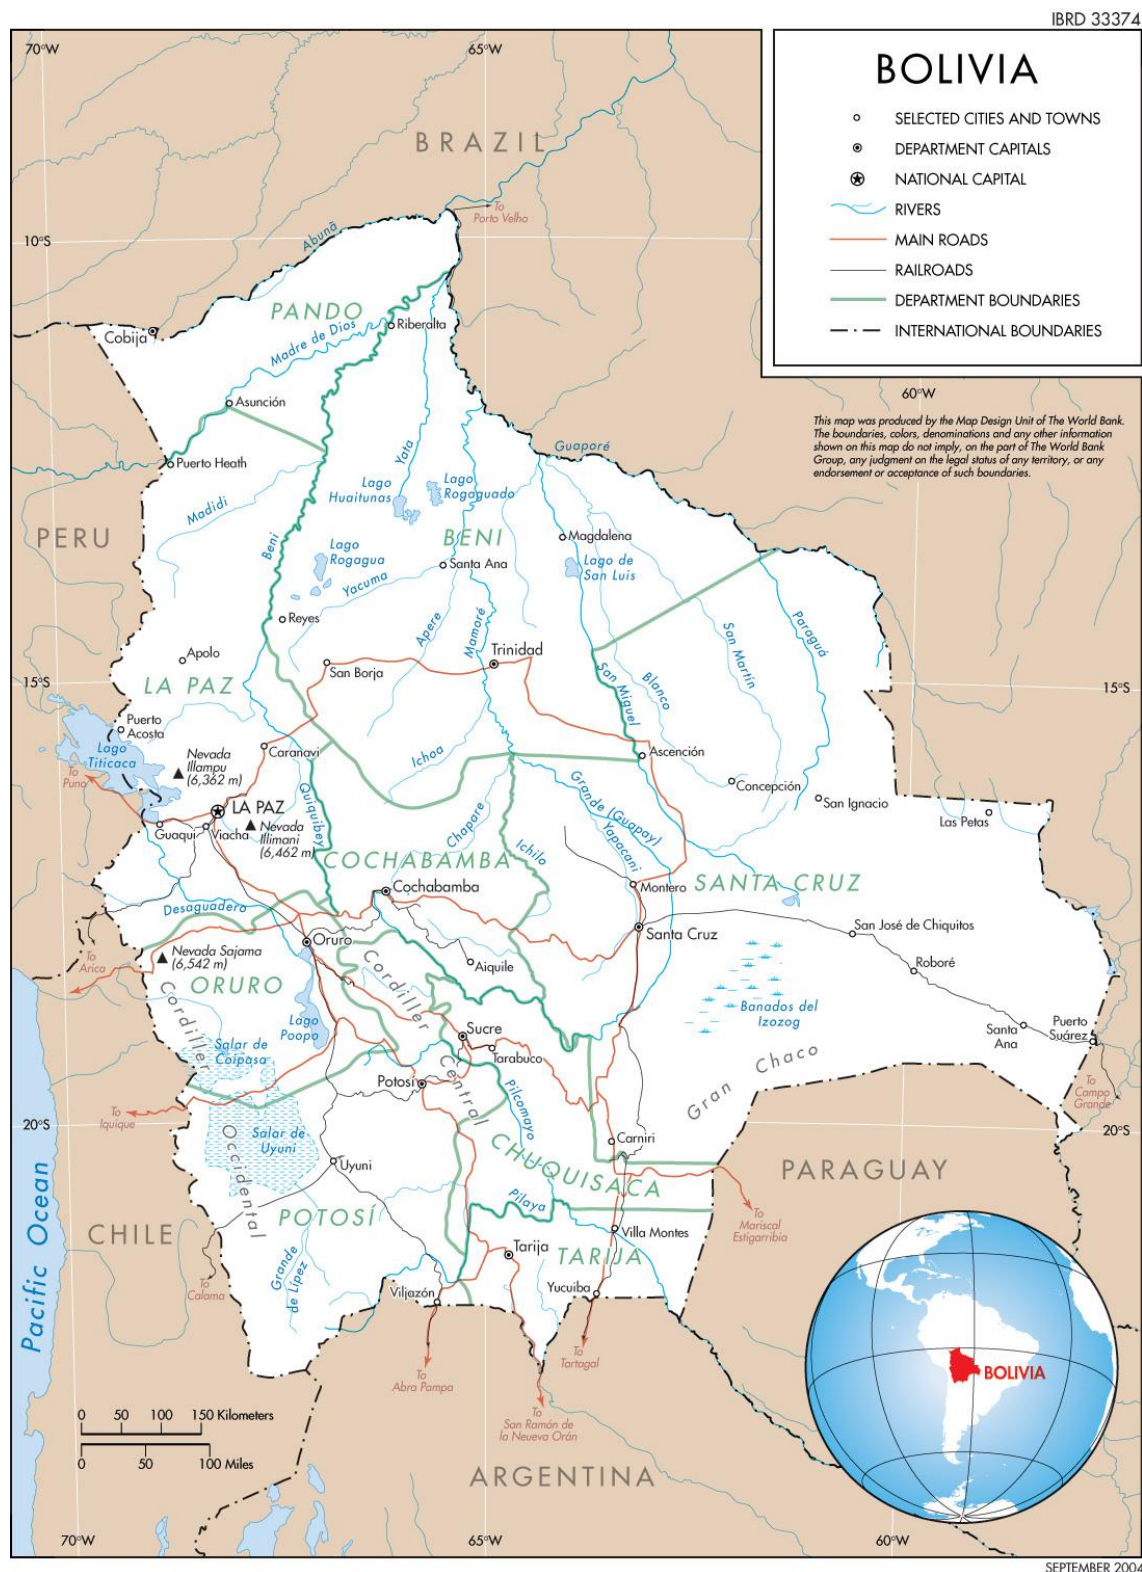 IBRD 33374
70°W
65°W
BOLIVIA
SELECTED CITIES AND TOWNS
DEPARTMENT CAPITALS
NATIONAL CAPITAL
RIVERS
MAIN ROADS
RAILROADS
DEPARTMENT BOUNDARIES
INTERNATIONAL BOUNDARIES
60°W
This map was produced by the Map Design Unit of The World Bank.
The boundaries, colors, denominations and any other information
shown on this map do not imply, on the part of The World Bank
Group, any judgment on the legal status of any territory, or any
endorsement or acceptance of such boundaries.
BRAZIL
To
Porto Velho
10°S
Abunã
PANDO
Cobija
Riberalta
Madre de Dios
Asunción
Puerto Heath
Guaporé
Yata
Lago
Huaitunas
Lago
Rogaguado
Madidi
PERU
Beni
BENI
Magdalena
Lago
Rogagua
Santa Ana
Lago de
San Luis
Yacuma
Reyes
Apere
Mamoré
Paraguá
San Martin
Trinidad
Apolo
San Borja
LA PAZ
San Miguel
Blanco
15°S
15°S
Puerto
Acosta
Lago
Titicaca
Nevada
Illampu
(6,362 m)
Caranavi
Ichoa
Ascención
To
Puno
Concepción
San Ignacio
Las Petas
Quiquibey
Grande (Guapay)
Yapacani
LA PAZ
Guaqui
Viacha
Nevada
Illimani
(6,462 m)
Chapare
Ichilo
COCHABAMBA
Cochabamba
Montero
SANTA CRUZ
Desaguadero
San José de Chiquitos
Santa Cruz
Oruro
To
Arica
Nevada Sajama
(6,542 m)
Aiquile
Roboré
ORURO
Cordiller
Cordiller
Banados del
Izozog
Lago
Poopo
Sucre
Santa
Ana
Puerto
Suárez
Salar de
Coipasa
Tarabuco
Gran Chaco
Potosí
Central
To
Campo
Grande
To
Iquique
Pilcomayo
20°S
20°S
Salar de
Uyuni
Occidental
Carniri
Uyuni
CHUQUISACA
PARAGUAY
Pilaya
POTOSÍ
To
Mariscal
Estigarribia
CHILE
Villa Montes
Tarija
TARIJA
Grande
de Lipez
To
Calama
Viljazón
Yucuiba
Pacific Ocean
To
Abra Pampa
To
Tartagal
BOLIVIA
To
San Ramón de
la Neueva Orán
0 50 100 150 Kilometers
0 50 100 Miles
ARGENTINA
70°W
65°W
60°W
SEPTEMBER 2004